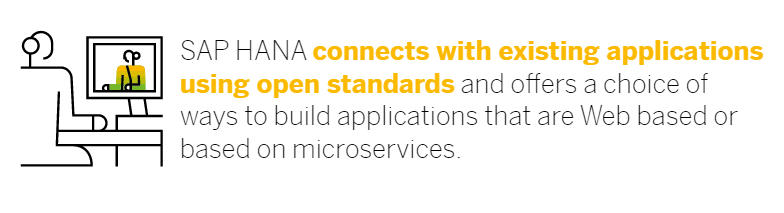 SAP HANA connects with existing applications
using open standards and offers a choice of
ways to build applications that are Web based or
based on microservices.